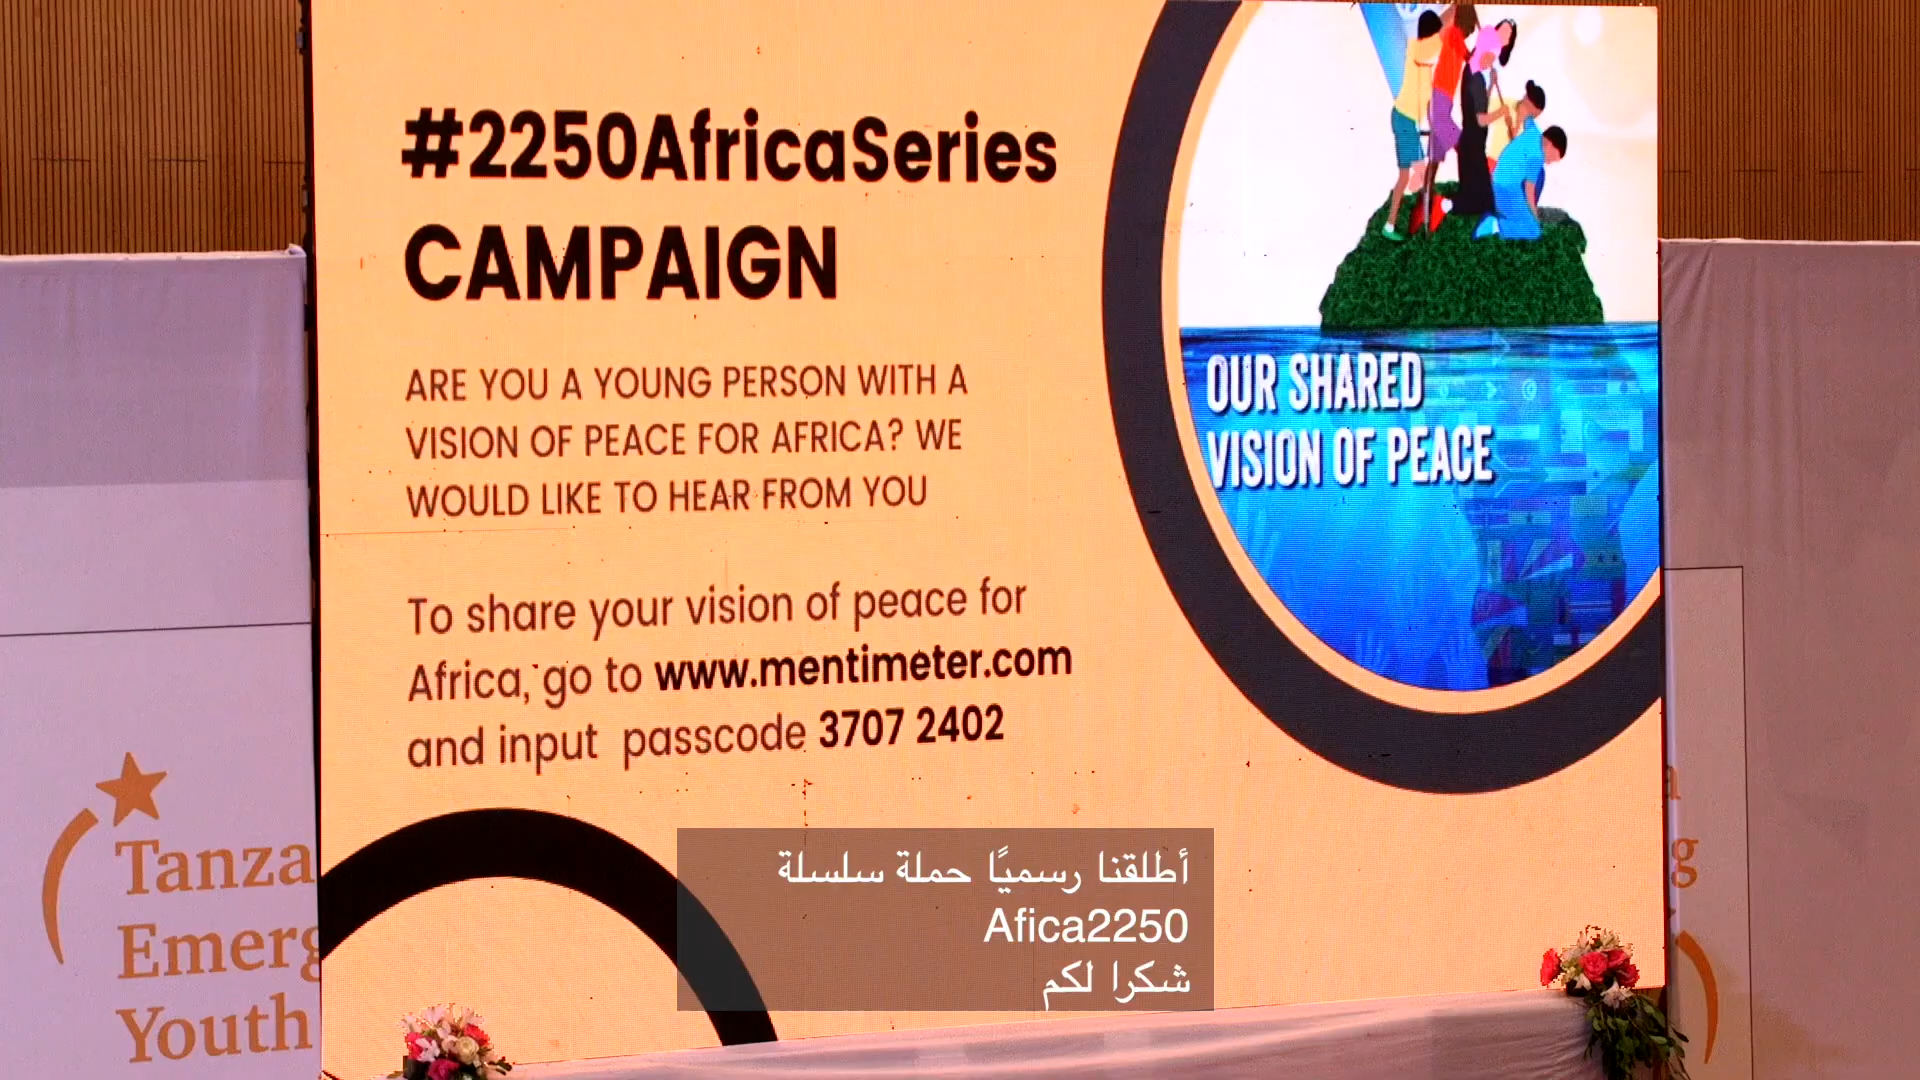 #2250AfricaSeries
CAMPAIGN
ARE YOU A YOUNG PERSON WITH A
VISION OF PEACE FOR AFRICA? WE
WOULD LIKE TO HEAR FROM YOU
To share your vision of peace for
Africa, go to www.mentimeter.com
and input passcode 3707 2402
OUR SHARED
VISION OF PEACE
Tanza
Emerg
Youth
أطلقنا رسميًا حملة سلسلة
Afica2250
شكرا لكم